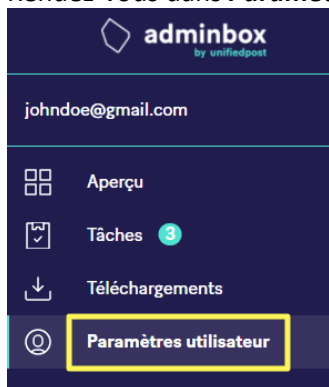 adminbox
by unifiedpost
johndoe@gmail.com
Aperçu
Tâches 3
Téléchargements
Paramètres utilisateur